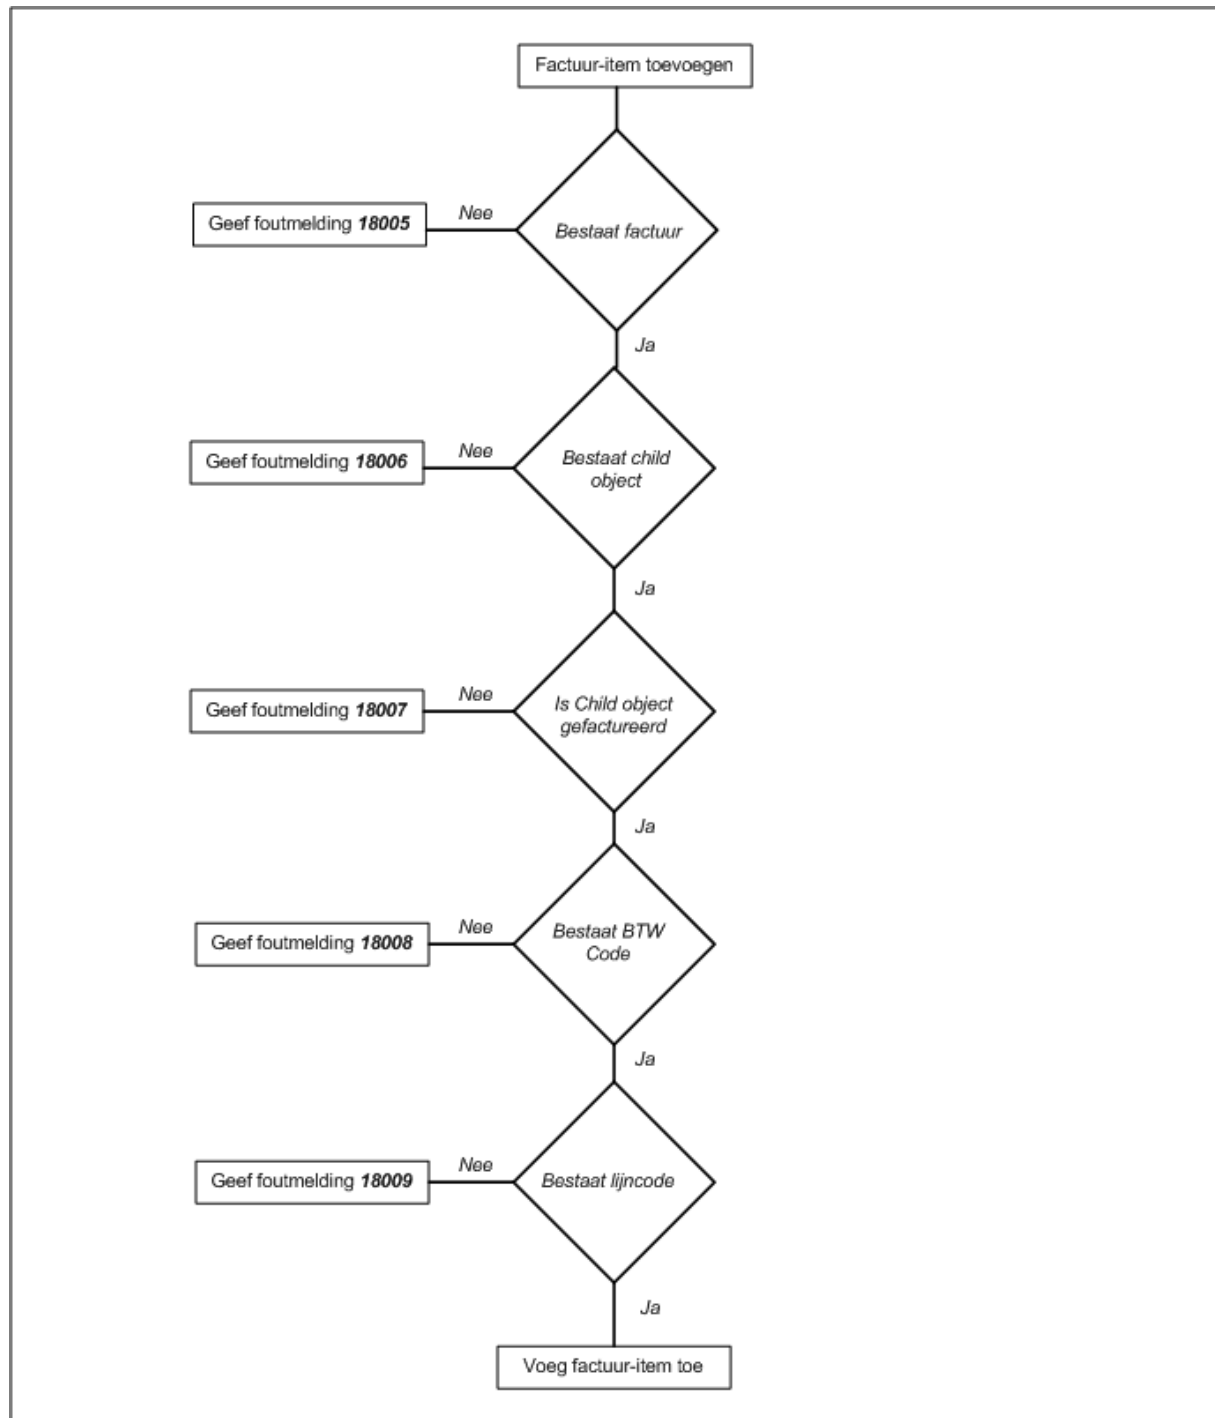 Factuur-item toevoegen
Geef foutmelding 18005
Nee
Bestaat factuur
Ja
Geef foutmelding 18006
Nee
Bestaat child
object
Ja
Geef foutmelding 18007
Nee
Is Child object
gefactureerd
Ja
Geef foutmelding 18008
Nee
Bestaat BTW
Code
Ja
Geef foutmelding 18009
Nee
Bestaat lijncode
Ja
Voeg factuur-item toe